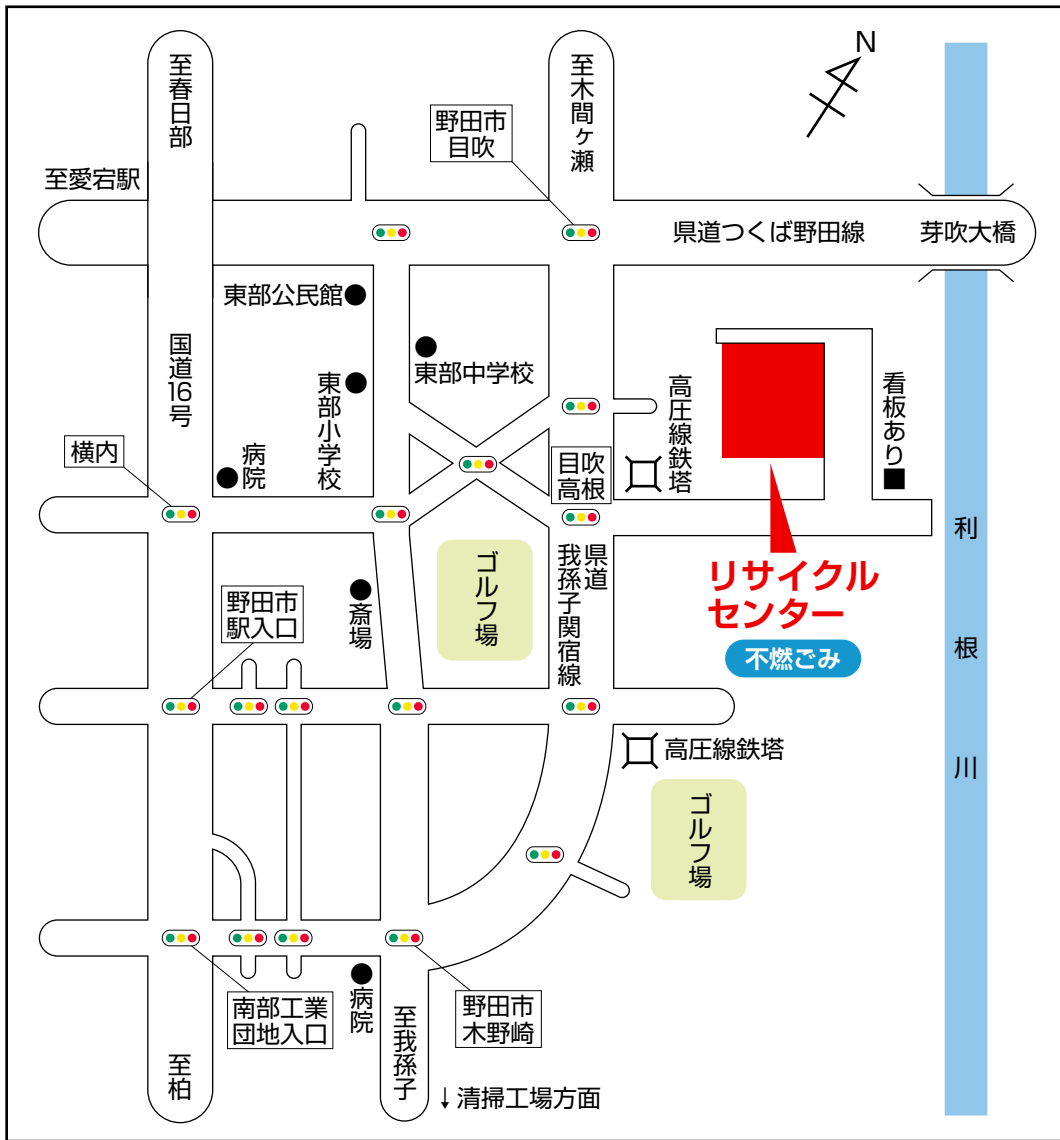 至春日部
至木間ヶ瀬
N
野田市
目吹
至愛宕駅
県道つくば野田線
芽吹大橋
東部公民館
国道16号
東部中学校
東部小学校
高圧線鉄塔
看板あり
横内
病院
目吹
高根
利根川
県道
我孫子関宿線
ゴルフ場
リサイクル
センター
不燃ごみ
野田市
駅入口
斎場
高圧線鉄塔
ゴルフ場
南部工業
団地入口
病院
野田市
木野崎
至柏
至我孫子
↓清掃工場方面